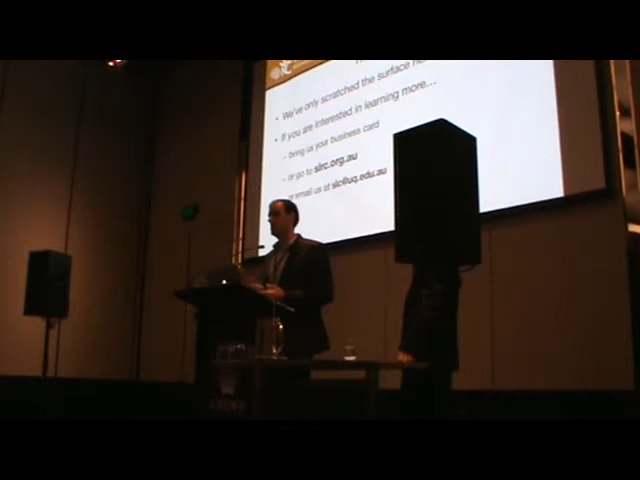 • We've only scratched the surface
• If you are interested in learning more...
– bring us your business card
– or go to slrc.org.au
or email us at slc@uq.edu.au